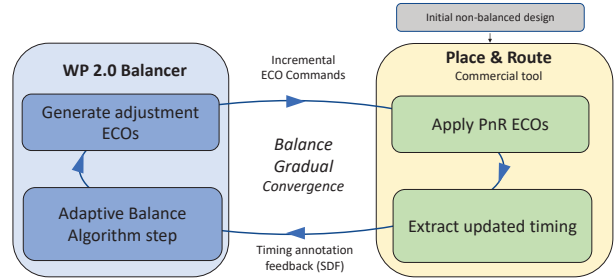 Initial non-balanced design
WP 2.0 Balancer
Generate adjustment
ECOs
Adaptive Balance
Algorithm step
Incremental
ECO Commands
Balance
Gradual
Convergence
Timing annotation
feedback (SDF)
Place & Route
Commercial tool
Apply PnR ECOs
Extract updated timing